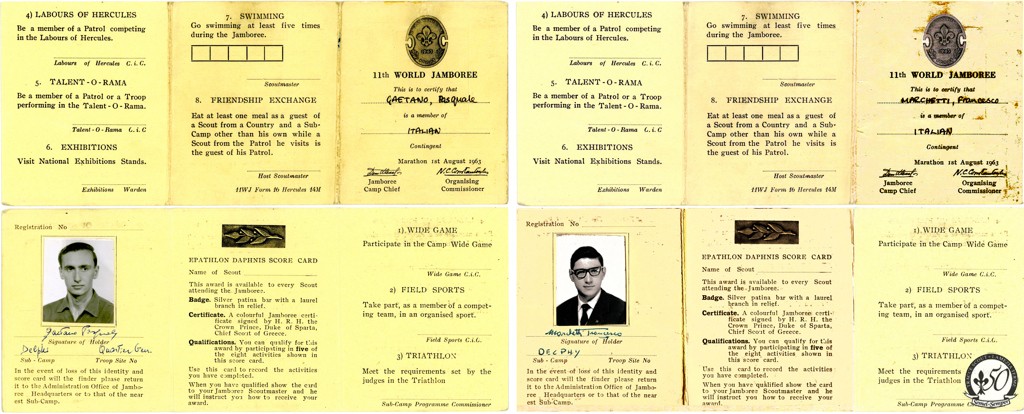 4) LABOURS OF HERCULES
Be a member of a Patrol competing
in the Labours of Hercules.
Labours of Hercules C.i.C.
5. TALENT-O-RAMA
Be a member of a Patrol or a Troop
performing in the Talent-O-Rama.
Talent-O-Rama C.i.C
6. EXHIBITIONS
Visit National Exhibitions Stands.
Exhibitions Warden
7. SWIMMING
Go swimming at least five times
during the Jamboree.
Scoutmaster
8. FRIENDSHIP EXCHANGE
Eat at least one meal as a guest of
a Scout from a Country and a Sub-
Camp other than his own while a
Scout from the Patrol he visits is
the guest of his Patrol.
Host Scoutmaster
11WJ Form 16 Hercules 14M
11th WORLD JAMBOREE
This is to certify that
GAETANO, Pasquale
is a member of
ITALIAN
Contingent
Marathon 1st August 1963
Jamboree
Camp Chief
Organising
Commissioner
4) LABOURS OF HERCULES
Be a member of a Patrol competing
in the Labours of Hercules.
Labours of Hercules C.i.C.
5. TALENT-O-RAMA
Be a member of a Patrol or a Troop
performing in the Talent-O-Rama.
Talent-O-Rama C.i.C
6. EXHIBITIONS
Visit National Exhibitions Stands.
Exhibitions Warden
7. SWIMMING
Go swimming at least five times
during the Jamboree.
Scoutmaster
8. FRIENDSHIP EXCHANGE
Eat at least one meal as a guest of
a Scout from a Country and a Sub-
Camp other than his own while a
Scout from the Patrol he visits is
the guest of his Patrol.
Host Scoutmaster
11WJ Form 16 Hercules 14M
11th WORLD JAMBOREE
This is to certify that
MARCHETTI, Francesco
is a member of
ITALIAN
Contingent
Marathon 1st August 1963
Jamboree
Camp Chief
Organising
Commissioner
Registration No
Signature of Holder
Sub-Camp Troop Site No
In the event of loss of this identity and
score card will the finder please return
it to the Administration Office of Jambo-
ree Headquarters or to that of the near
est Sub-Camp.
EPATHLON DAPHNIS SCORE CARD
Name of Scout
This award is available to every Scout
attending the Jamboree.
Badge. Silver patina bar with a laurel
branch in relief.
Certificate. A colourful Jamboree certi-
ficate signed by H. R. H. the
Crown Prince, Duke of Sparta,
Chief Scout of Greece.
Qualifications. You can qualify for this
award by participating in five of
the eight activities shown in
this score card.
Use this card to record the activities
you have completed.
When you have qualified show the card
to your Jamboree Scoutmaster and he
will instruct you how to receive your
award.
1). WIDE GAME
Participate in the Camp Wide Game
Wide Game C.i.C.
2) FIELD SPORTS
Take part, as a member of a compet-
ing team, in an organised sport.
Field Sports C.i.C.
3) TRIATHLON
Meet the requirements set by the
judges in the Triathlon
Sub-Camp Programme Commissioner
Registration No
Signature of Holder
DELPHY
Sub-Camp Troop Site No
In the event of loss of this identity and
score card will the finder please return
it to the Administration Office of Jambo-
ree Headquarters or to that of the near
est Sub-Camp.
EPATHLON DAPHNIS SCORE CARD
Name of Scout
This award is available to every Scout
attending the Jamboree.
Badge. Silver patina bar with a laurel
branch in relief.
Certificate. A colourful Jamboree certi-
ficate signed by H. R. H. the
Crown Prince, Duke of Sparta,
Chief Scout of Greece.
Qualifications. You can qualify for this
award by participating in five of
the eight activities shown in
this score card.
Use this card to record the activities
you have completed.
When you have qualified show the card
to your Jamboree Scoutmaster and he
will instruct you how to receive your
award.
1). WIDE GAME
Participate in the Camp Wide Game
Wide Game C.i.C.
2) FIELD SPORTS
Take part, as a member of a compet-
ing team, in an organised sport.
Field Sports C.i.C.
3) TRIATHLON
Meet the requirements set by
judges in the Triathlon
Sub-Camp Programme
50